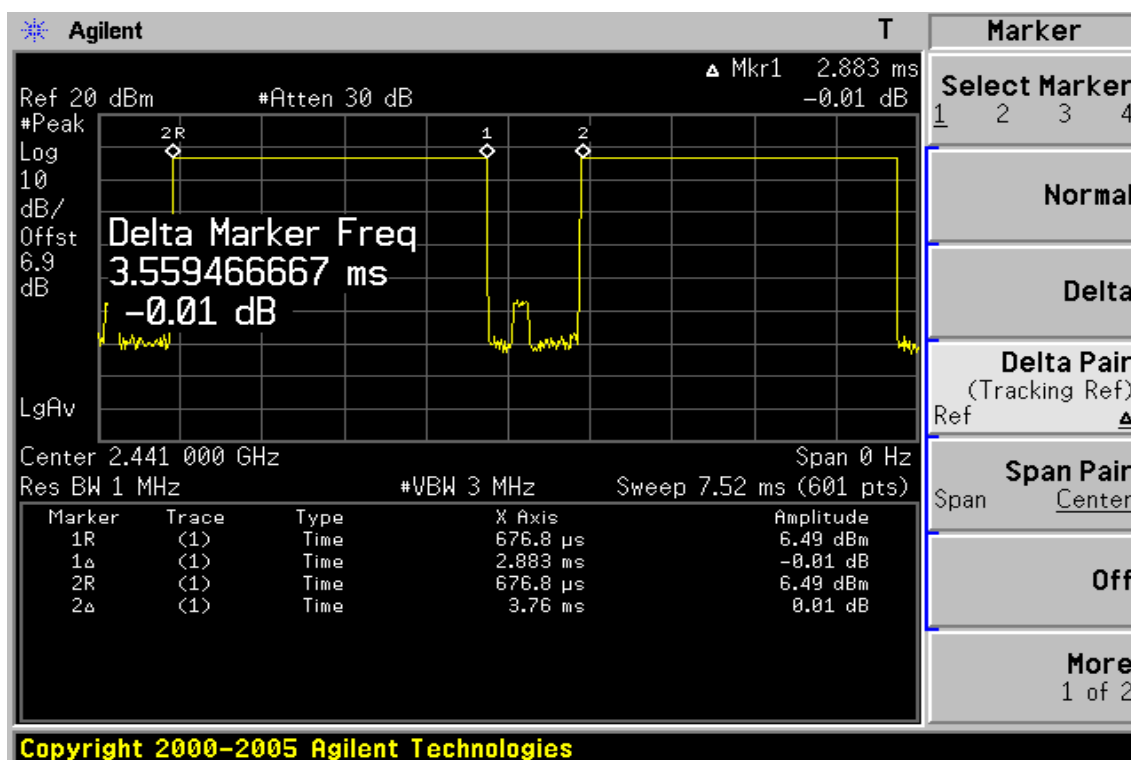 Agilent T
Δ Mkr1 2.883 ms
Ref 20 dBm #Atten 30 dB -0.01 dB
#Peak
Log
10
dB/
Offst
6.9
dB
LgAv
2R 1 2
Delta Marker Freq
3.559466667 ms
-0.01 dB
Center 2.441 000 GHz Span 0 Hz
Res BW 1 MHz #VBW 3 MHz Sweep 7.52 ms (601 pts)
Marker Trace Type X Axis Amplitude
1R (1) Time 676.8 µs 6.49 dBm
1Δ (1) Time 2.883 ms -0.01 dB
2R (1) Time 676.8 µs 6.49 dBm
2Δ (1) Time 3.76 ms 0.01 dB
Marker
Select Marker
1 2 3 4
Normal
Delta
Delta Pair
(Tracking Ref)
Ref Δ
Span Pair
Span Center
Off
More
1 of 2
Copyright 2000-2005 Agilent Technologies